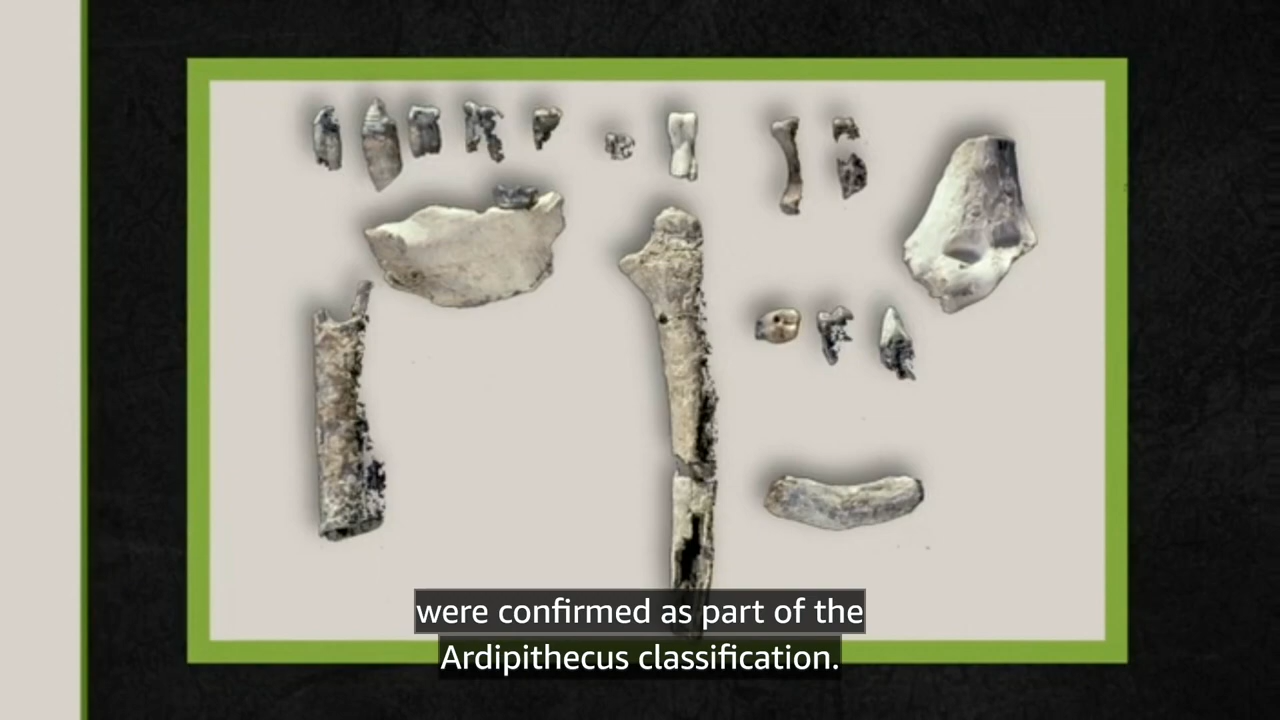 were confirmed as part of the
Ardipithecus classification.